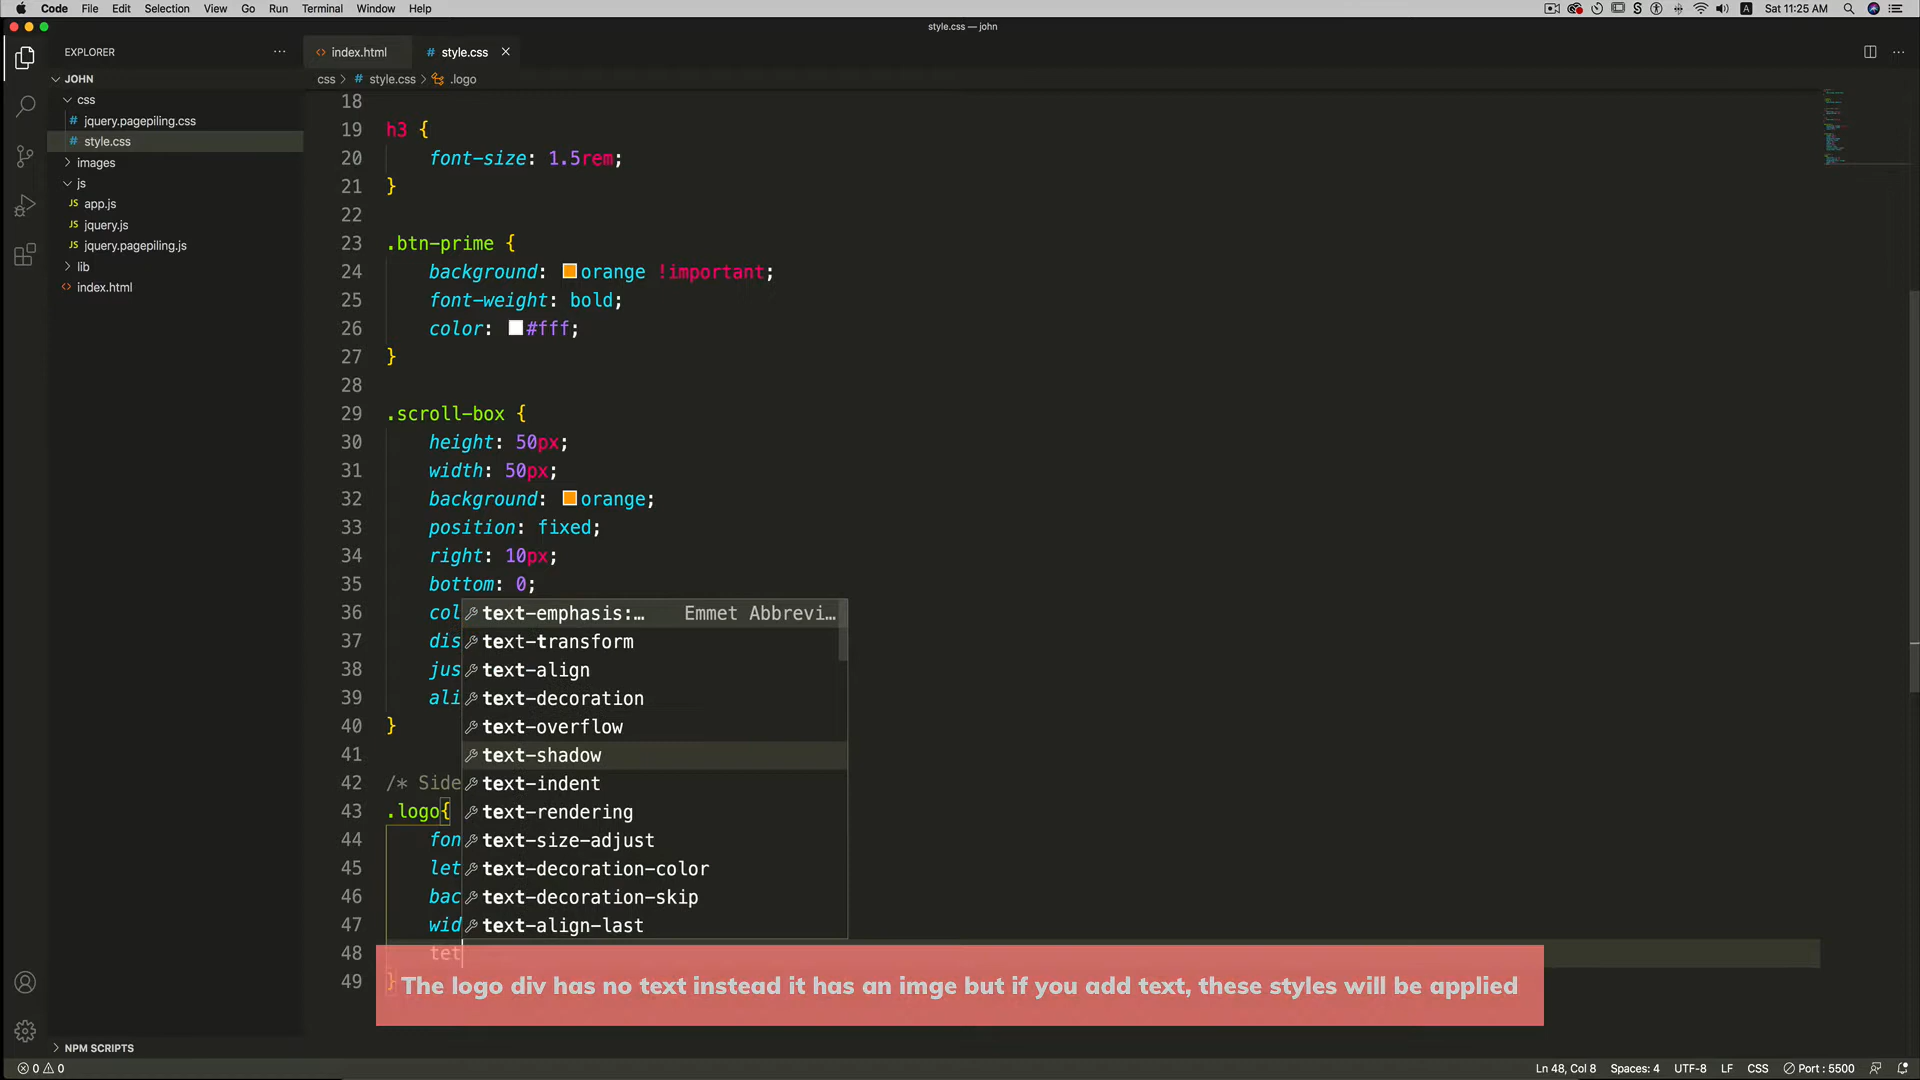 Code File Edit Selection View Go Run Terminal Window Help
Sat 11:25 AM
style.css — john
EXPLORER
index.html
# style.css
JOHN
css > # style.css > .logo
css
# jquery.pagepiling.css
# style.css
images
js
JS app.js
JS jquery.js
JS jquery.pagepiling.js
lib
index.html
18
19 h3 {
20 font-size: 1.5rem;
21 }
22
23 .btn-prime {
24 background: orange !important;
25 font-weight: bold;
26 color: #fff;
27 }
28
29 .scroll-box {
30 height: 50px;
31 width: 50px;
32 background: orange;
33 position: fixed;
34 right: 10px;
35 bottom: 0;
36 col
37 dis
38 jus
39 ali
40 }
41
42 /* Side
43 .logo{
44 fon
45 let
46 bac
47 wid
48 tet
49 }
text-emphasis:… Emmet Abbrevi…
text-transform
text-align
text-decoration
text-overflow
text-shadow
text-indent
text-rendering
text-size-adjust
text-decoration-color
text-decoration-skip
text-align-last
The logo div has no text instead it has an imge but if you add text, these styles will be applied
NPM SCRIPTS
0 0
Ln 48, Col 8 Spaces: 4 UTF-8 LF CSS Port : 5500